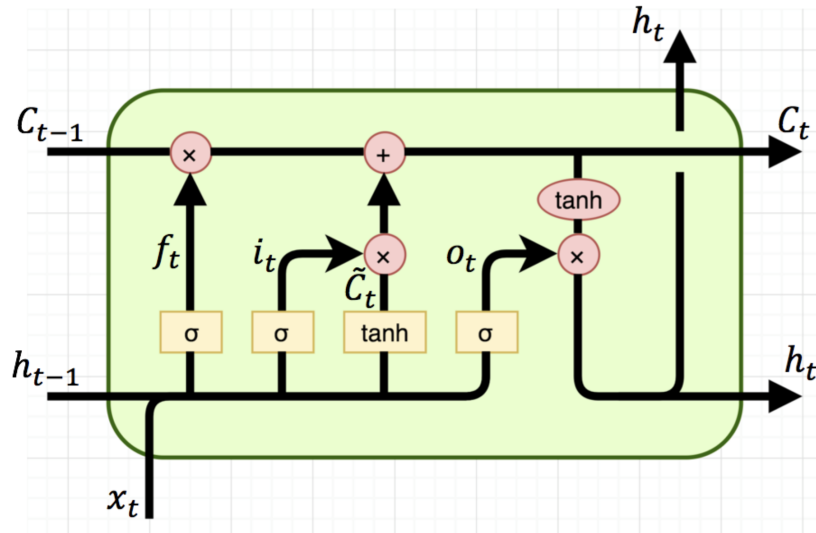 h_t
C_{t-1}
C_t
×
+
tanh
f_t
i_t
×
o_t
×
C̃_t
σ
σ
tanh
σ
h_{t-1}
h_t
x_t